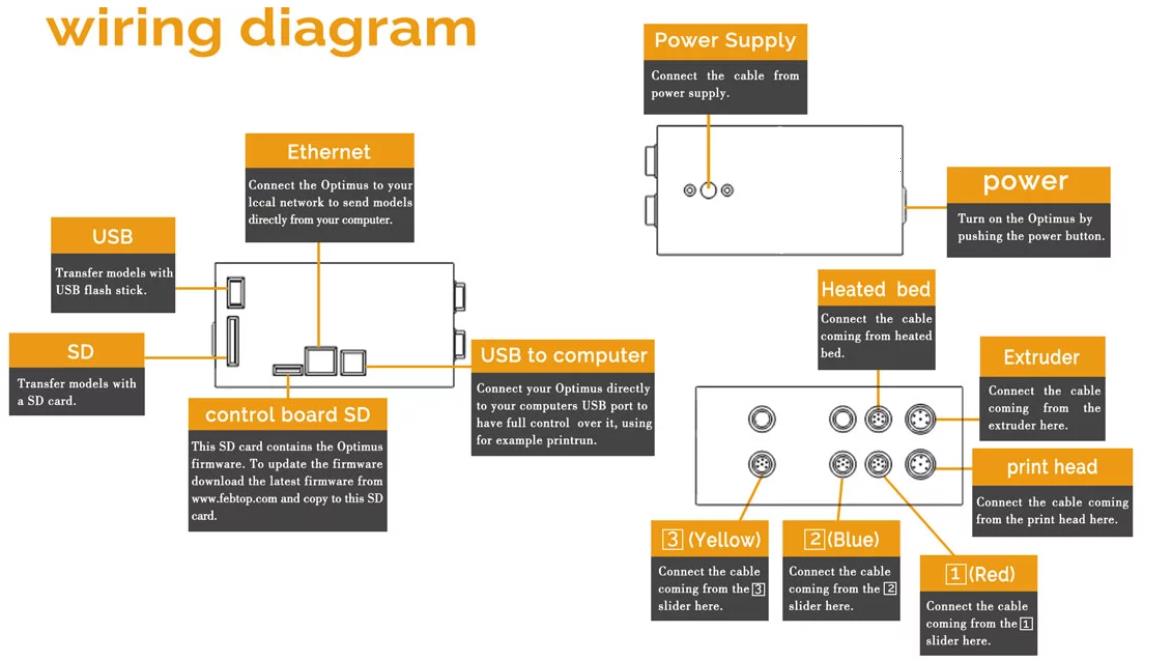 wiring diagram
Power Supply
Connect the cable from
power supply.
Ethernet
Connect the Optimus to your
lccal network to send models
directly from your computer.
power
Turn on the Optimus by
pushing the power button.
USB
Transfer models with
USB flash stick.
SD
Transfer models with
a SD card.
control board SD
This SD card contains the Optimus
firmware. To update the firmware
download the latest firmware from
www.febtop.com and copy to this SD
card.
USB to computer
Connect your Optimus directly
to your computers USB port to
have full control over it, using
for example printrun.
Heated bed
Connect the cable
coming from heated
bed.
Extruder
Connect the cable
coming from the
extruder here.
print head
Connect the cable coming
from the print head here.
3 (Yellow)
Connect the cable
coming from the 3
slider here.
2 (Blue)
Connect the cable
coming from the 2
slider here.
1 (Red)
Connect the cable
coming from the 1
slider here.